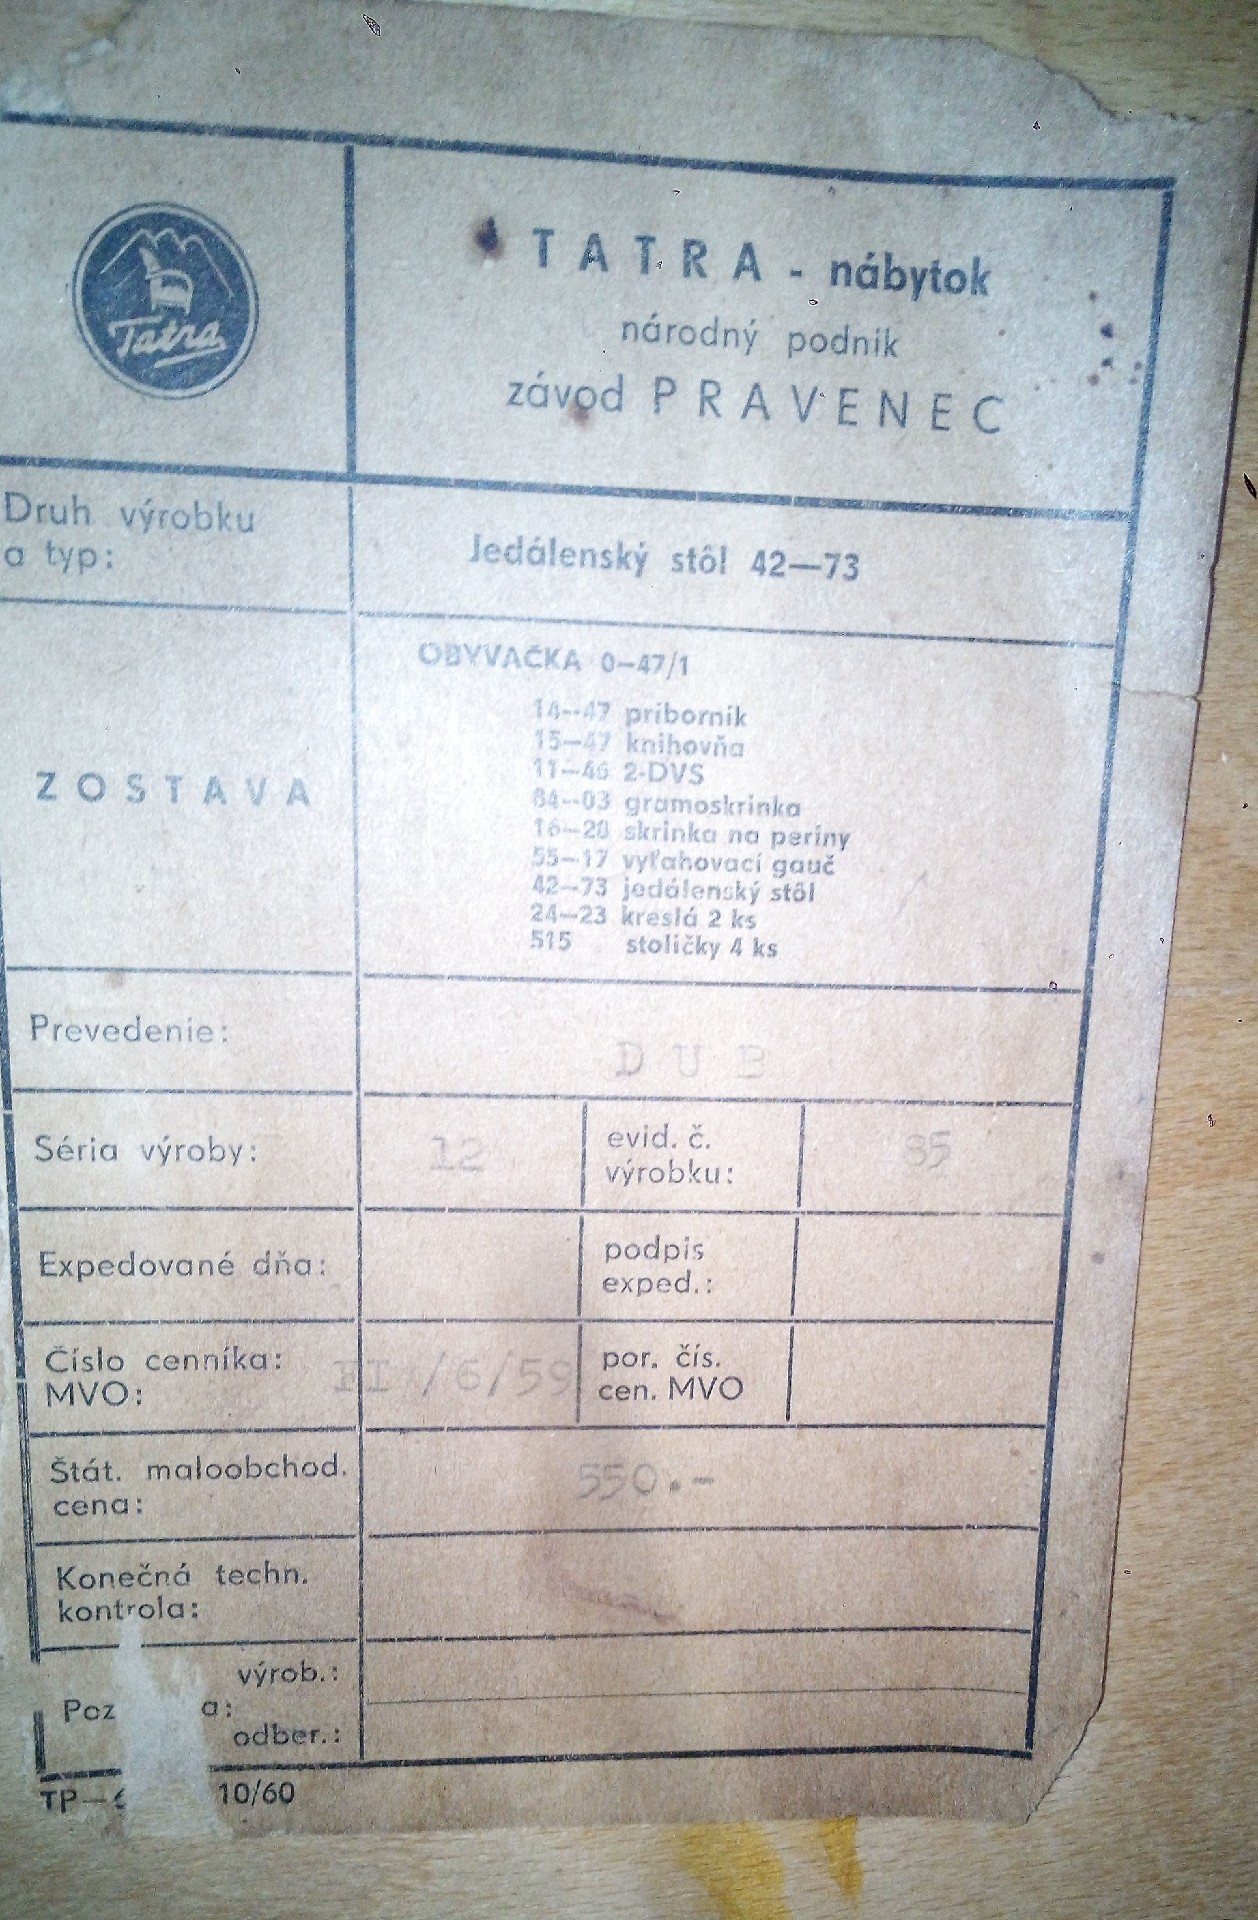 Tatra
TATRA - nábytok
národný podnik
závod PRAVENEC
Druh výrobku
a typ:
Jedálenský stôl 42—73
ZOSTAVA
OBYVAČKA 0—47/1
14—47 príborník
15—47 knihovňa
11—46 2-DVS
84—03 gramoskrinka
16—20 skrinka na periny
55—17 vyťahovací gauč
42—73 jedálenský stôl
24—23 kreslá 2 ks
515 stoličky 4 ks
Prevedenie:
DUB
Séria výroby:
12
evid. č.
výrobku:
85
Expedované dňa:
podpis
exped.:
Číslo cenníka:
MVO:
/6/59
por. čís.
cen. MVO
Štát. maloobchod.
cena:
550.-
Konečná techn.
kontrola:
výrob.:
Poz a:
odber.:
TP— 10/60